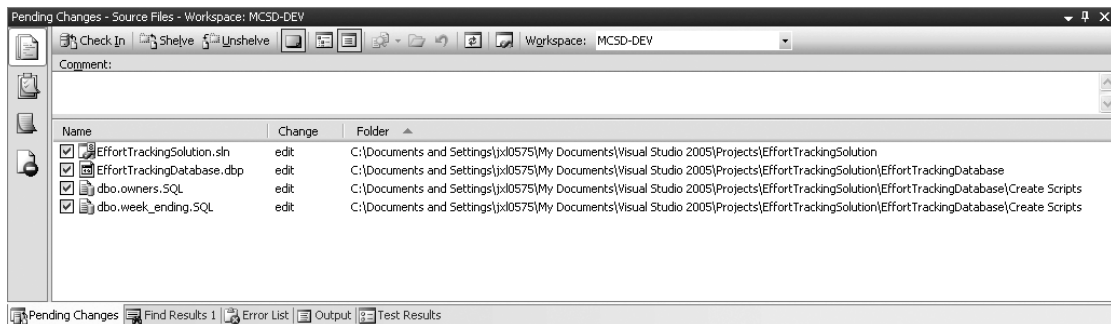 Pending Changes - Source Files - Workspace: MCSD-DEV
Check In Shelve Unshelve Workspace: MCSD-DEV
Comment:
Name Change Folder
EffortTrackingSolution.sln edit C:\Documents and Settings\jxl0575\My Documents\Visual Studio 2005\Projects\EffortTrackingSolution
EffortTrackingDatabase.dbp edit C:\Documents and Settings\jxl0575\My Documents\Visual Studio 2005\Projects\EffortTrackingSolution\EffortTrackingDatabase
dbo.owners.SQL edit C:\Documents and Settings\jxl0575\My Documents\Visual Studio 2005\Projects\EffortTrackingSolution\EffortTrackingDatabase\Create Scripts
dbo.week_ending.SQL edit C:\Documents and Settings\jxl0575\My Documents\Visual Studio 2005\Projects\EffortTrackingSolution\EffortTrackingDatabase\Create Scripts
Pending Changes Find Results 1 Error List Output Test Results